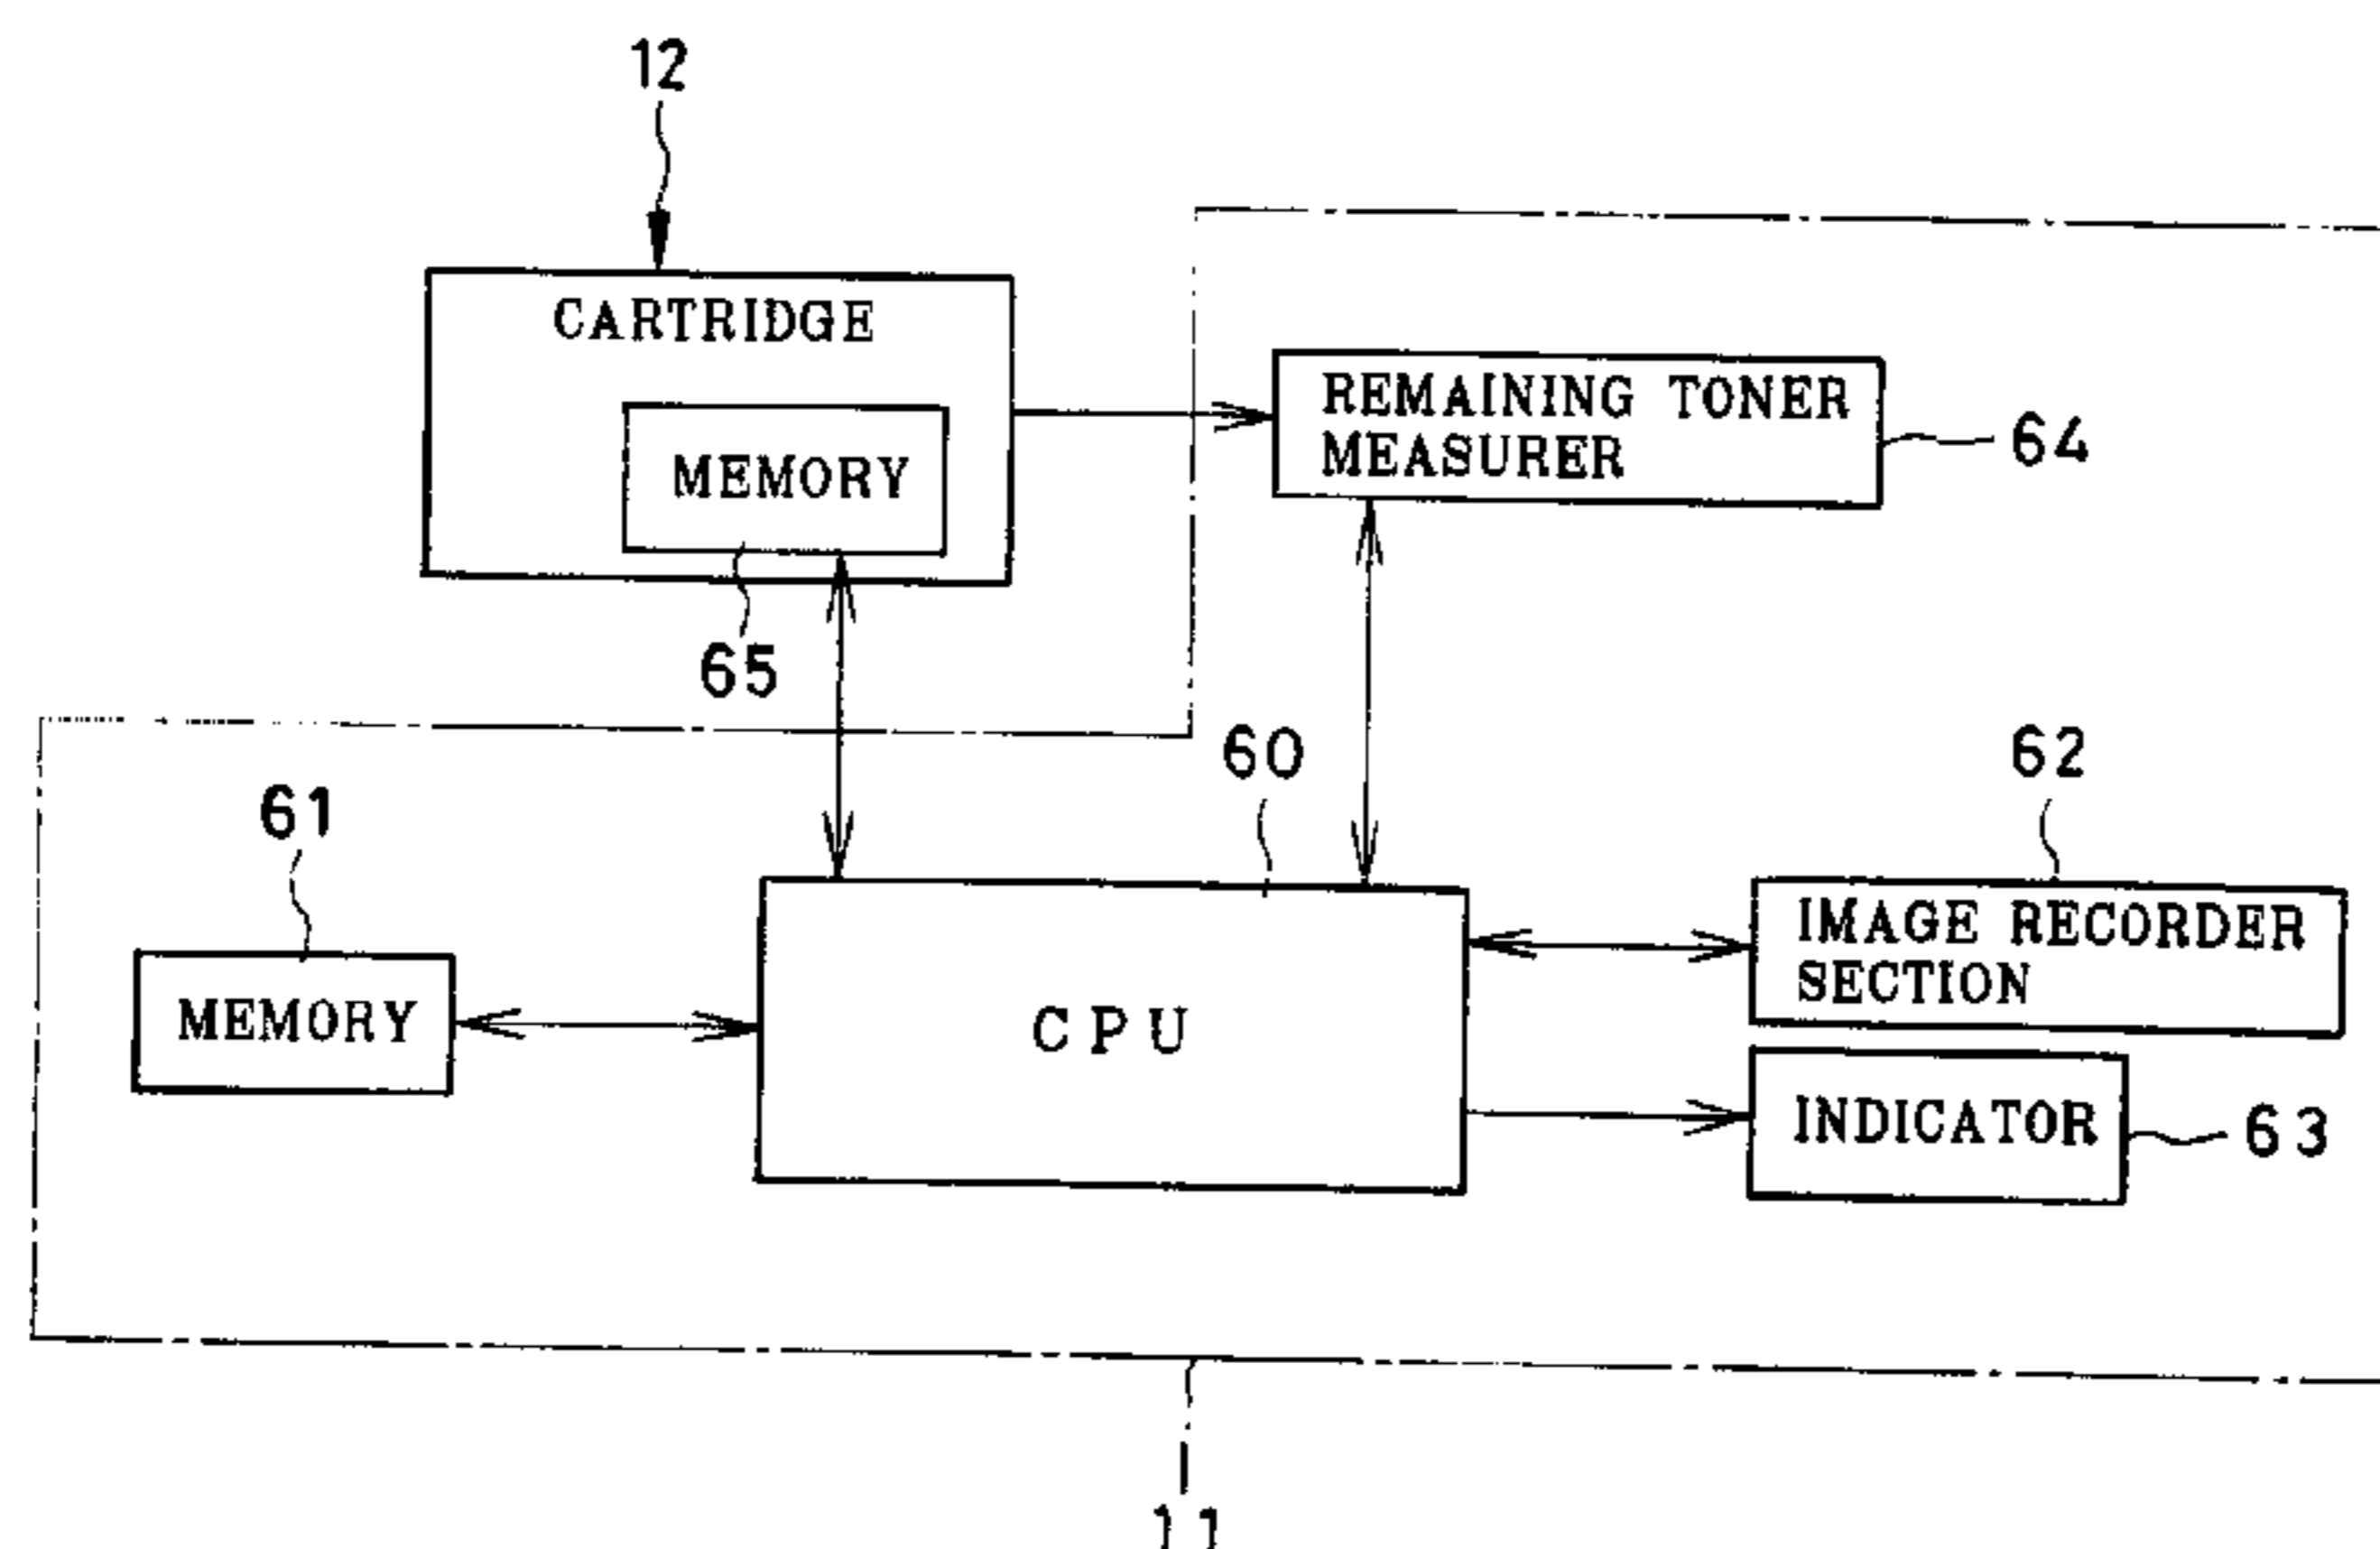 12
CARTRIDGE
REMAINING TONER
MEASURER
64
MEMORY
65
60
62
61
IMAGE RECORDER
SECTION
MEMORY
CPU
INDICATOR
63
11